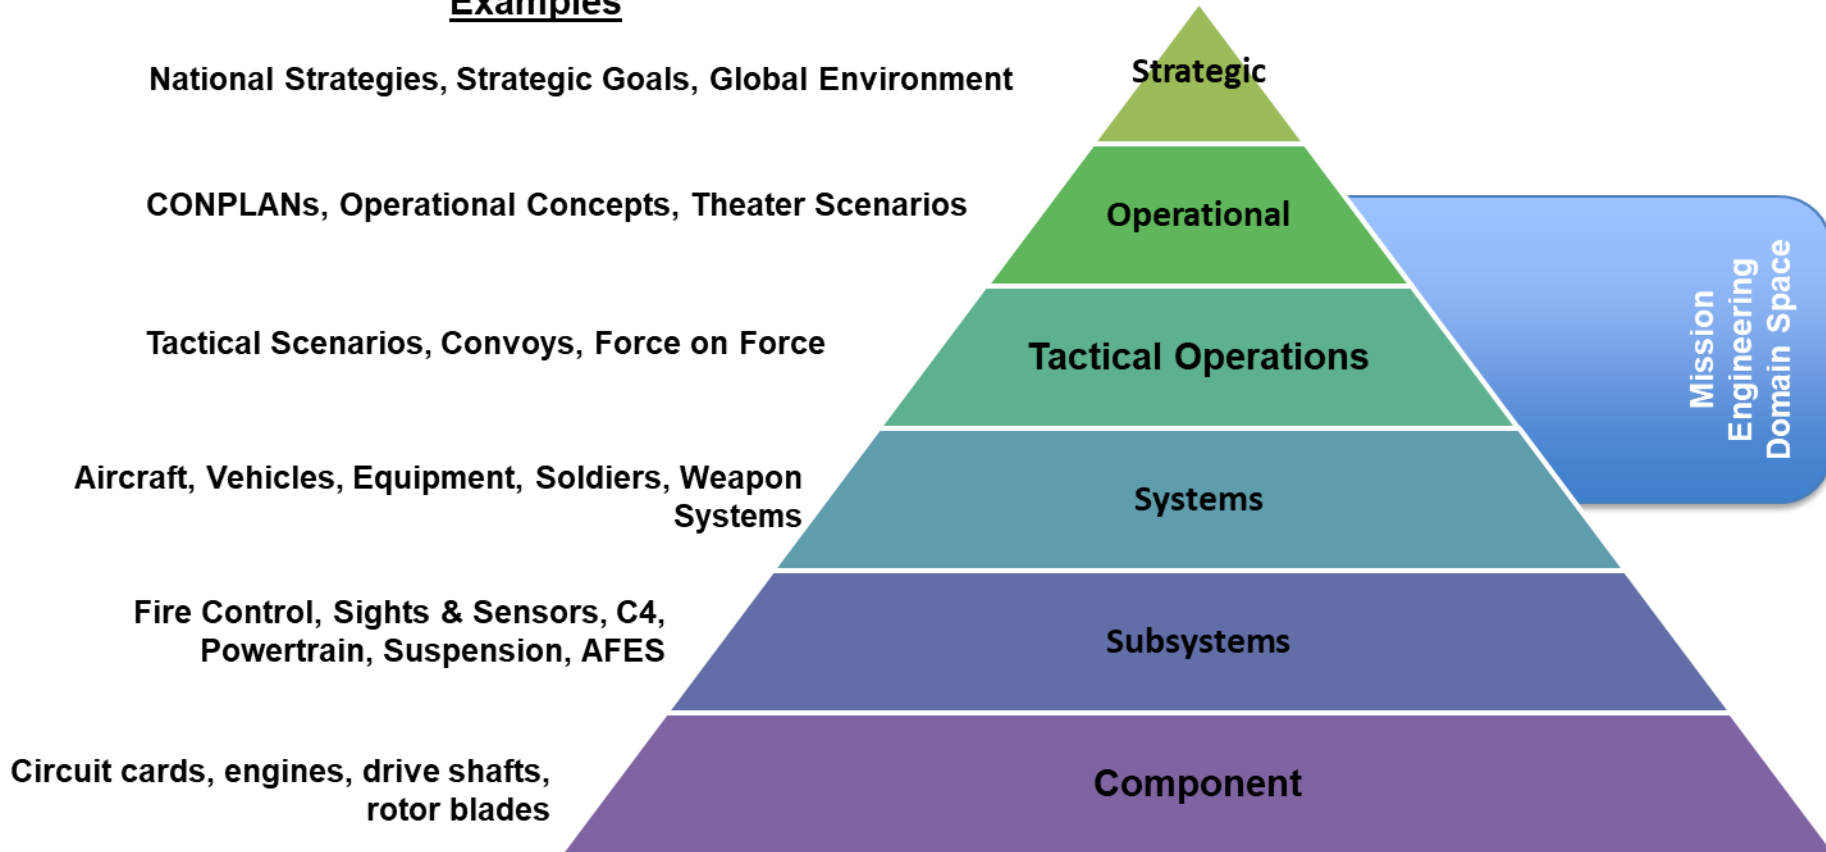 Examples
National Strategies, Strategic Goals, Global Environment
Strategic
CONPLANs, Operational Concepts, Theater Scenarios
Operational
Tactical Scenarios, Convoys, Force on Force
Tactical Operations
Aircraft, Vehicles, Equipment, Soldiers, Weapon
Systems
Systems
Fire Control, Sights & Sensors, C4,
Powertrain, Suspension, AFES
Subsystems
Circuit cards, engines, drive shafts,
rotor blades
Component
Mission
Engineering
Domain Space